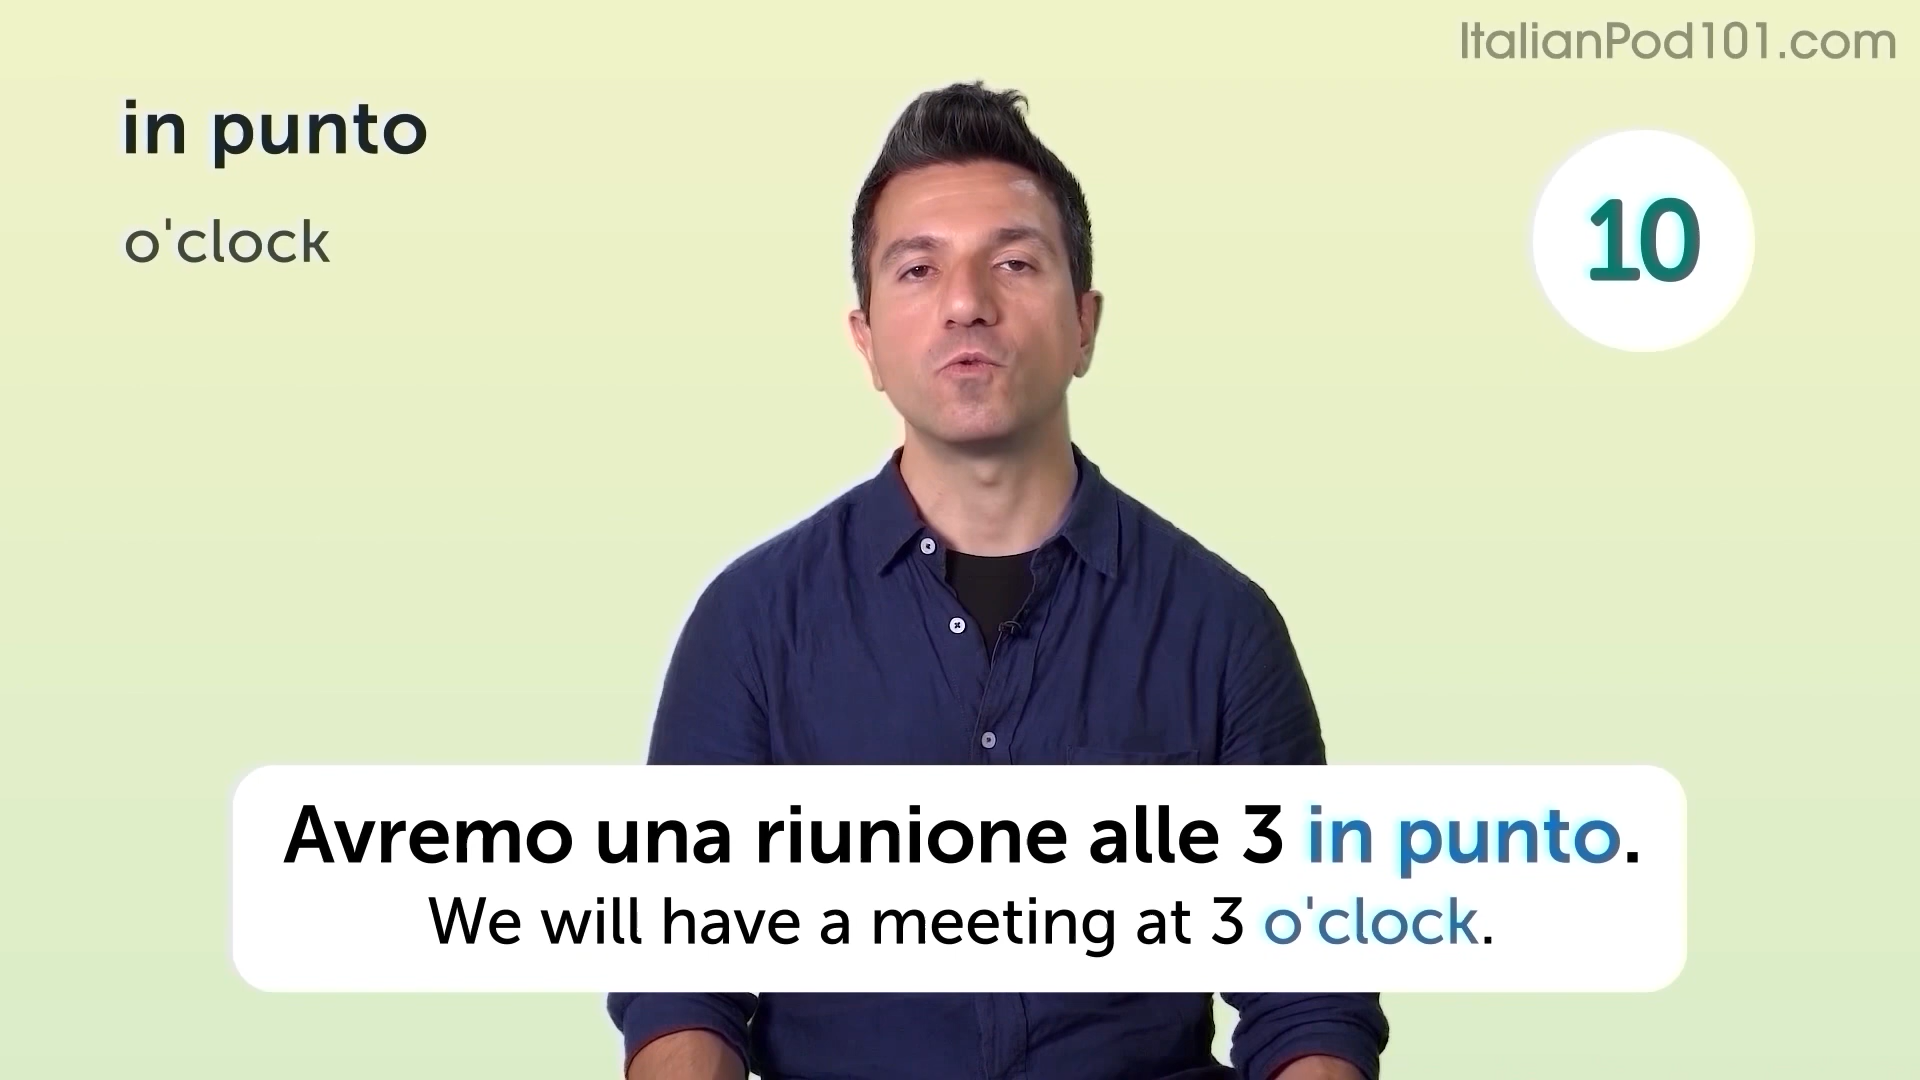 ItalianPod101.com
in punto
o'clock
10
Avremo una riunione alle 3 in punto.
We will have a meeting at 3 o'clock.